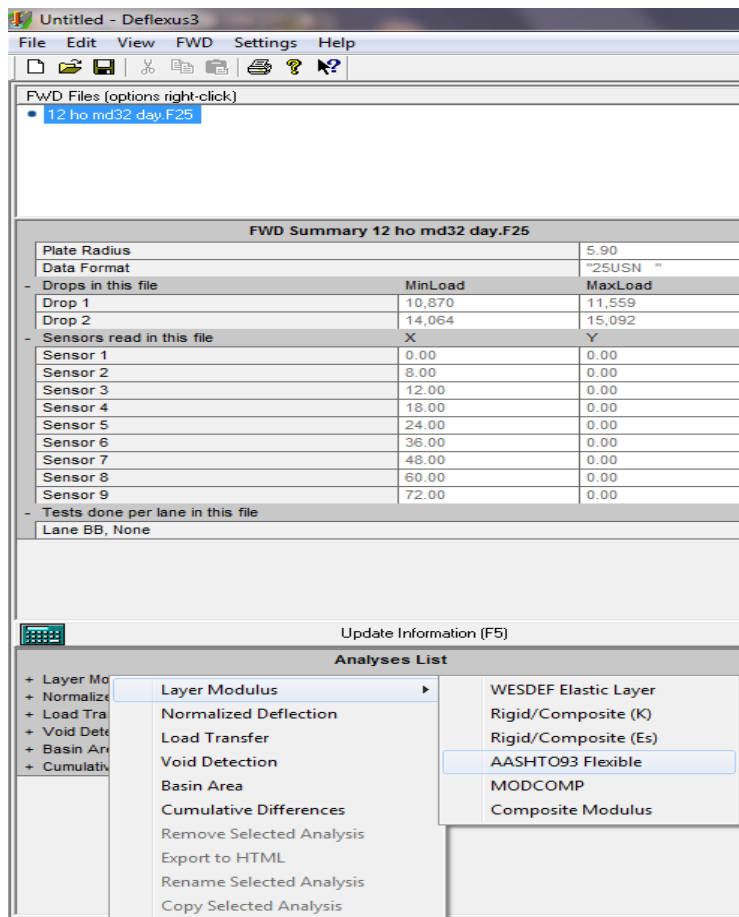 Untitled - Deflexus3
File Edit View FWD Settings Help
FWD Files (options right-click)
12 ho md32 day.F25
FWD Summary 12 ho md32 day.F25
Plate Radius 5.90
Data Format "25USN "
- Drops in this file MinLoad MaxLoad
Drop 1 10,870 11,559
Drop 2 14,064 15,092
- Sensors read in this file X Y
Sensor 1 0.00 0.00
Sensor 2 8.00 0.00
Sensor 3 12.00 0.00
Sensor 4 18.00 0.00
Sensor 5 24.00 0.00
Sensor 6 36.00 0.00
Sensor 7 48.00 0.00
Sensor 8 60.00 0.00
Sensor 9 72.00 0.00
- Tests done per lane in this file
Lane BB, None
Update Information (F5)
Analyses List
+ Layer Mo
+ Normalize
+ Load Tra
+ Void Dete
+ Basin Ar
+ Cumulativ
Layer Modulus
Normalized Deflection
Load Transfer
Void Detection
Basin Area
Cumulative Differences
Remove Selected Analysis
Export to HTML
Rename Selected Analysis
Copy Selected Analysis
WESDEF Elastic Layer
Rigid/Composite (K)
Rigid/Composite (Es)
AASHTO93 Flexible
MODCOMP
Composite Modulus